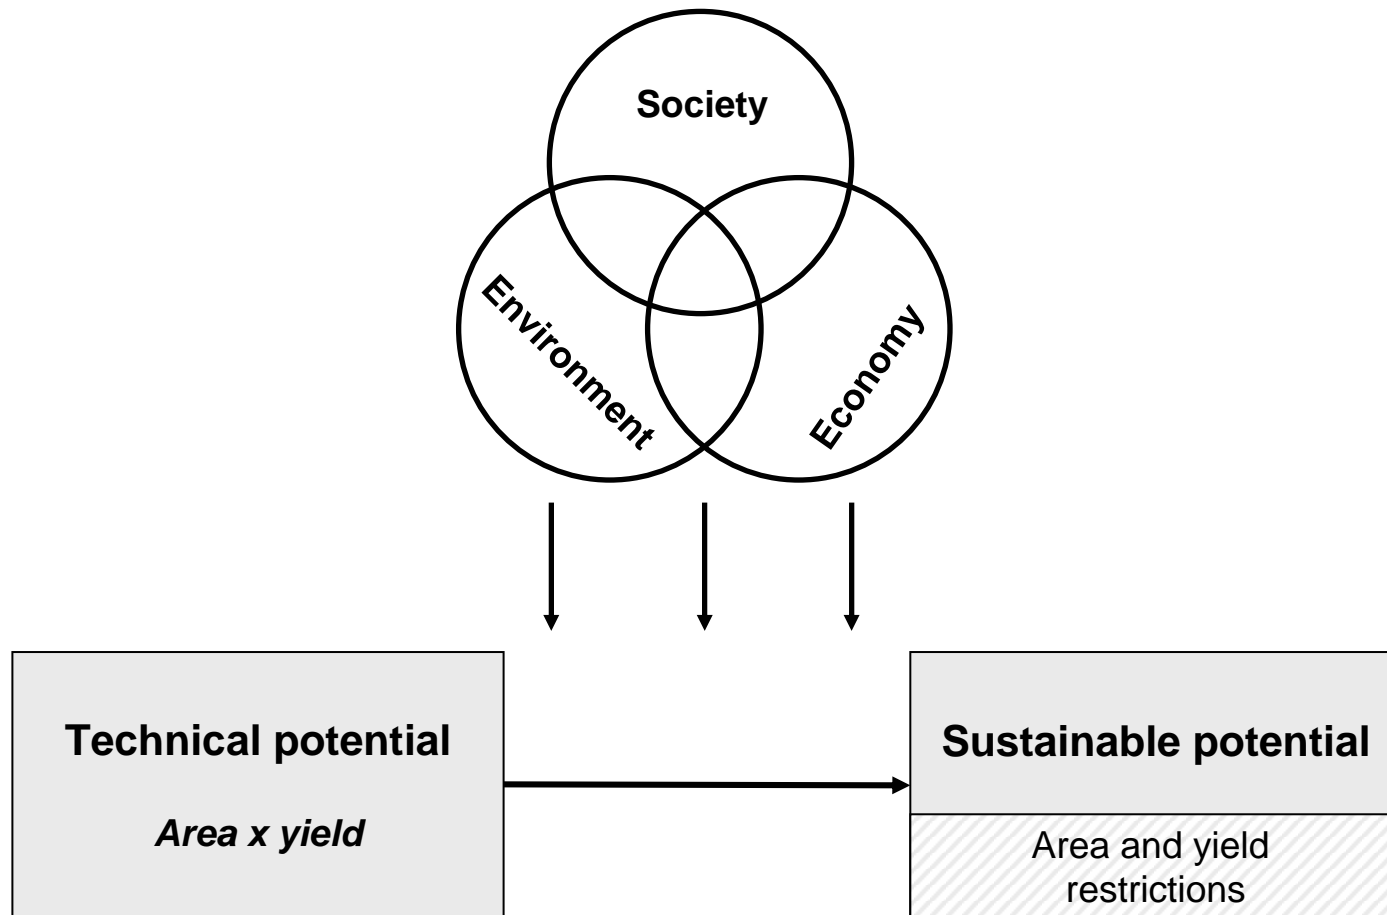 Society
Environment
Economy
Technical potential
Area x yield
Sustainable potential
Area and yield
restrictions